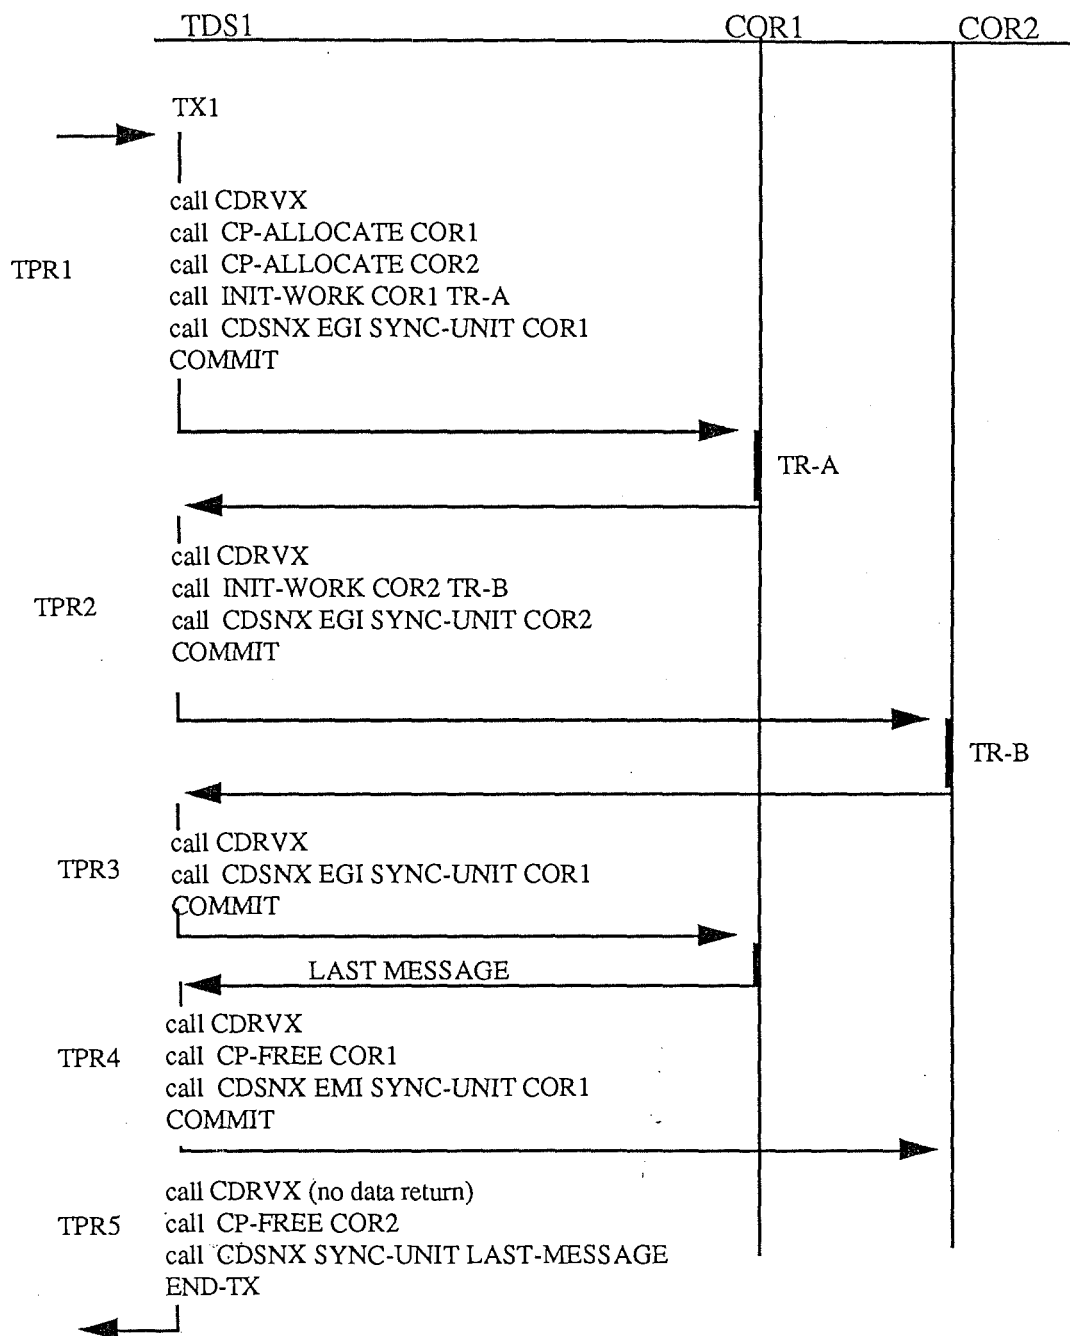 TDS1 COR1 COR2
TX1
call CDRVX
call CP-ALLOCATE COR1
TPR1
call CP-ALLOCATE COR2
call INIT-WORK COR1 TR-A
call CDSNX EGI SYNC-UNIT COR1
COMMIT
TR-A
call CDRVX
call INIT-WORK COR2 TR-B
TPR2
call CDSNX EGI SYNC-UNIT COR2
COMMIT
TR-B
call CDRVX
TPR3
call CDSNX EGI SYNC-UNIT COR1
COMMIT
LAST MESSAGE
call CDRVX
TPR4
call CP-FREE COR1
call CDSNX EMI SYNC-UNIT COR1
COMMIT
call CDRVX (no data return)
TPR5
call CP-FREE COR2
call CDSNX SYNC-UNIT LAST-MESSAGE
END-TX